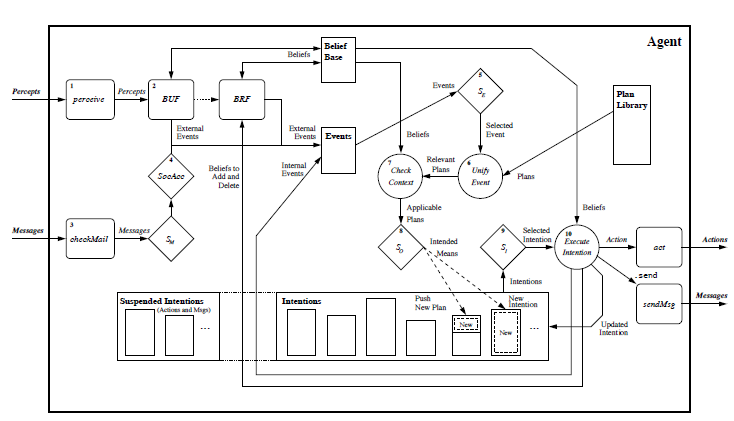 Agent
Belief
Base
Beliefs
Percepts
1
perceive
Percepts
2
BUF
BRF
Events
5
S_E
Plan
Library
External
Events
External
Events
Events
Selected
Event
4
SocAcc
Beliefs to
Add and
Delete
Internal
Events
Beliefs
7
Check
Context
Relevant
Plans
6
Unify
Event
Plans
Applicable
Plans
Beliefs
Messages
3
checkMail
Messages
S_M
8
S_O
Intended
Means
9
S_I
Selected
Intention
10
Execute
Intention
Action
act
Actions
.send
sendMsg
Messages
Intentions
Suspended Intentions
(Actions and Msgs)
...
Intentions
Push
New Plan
New
New
Intention
New
...
Updated
Intention